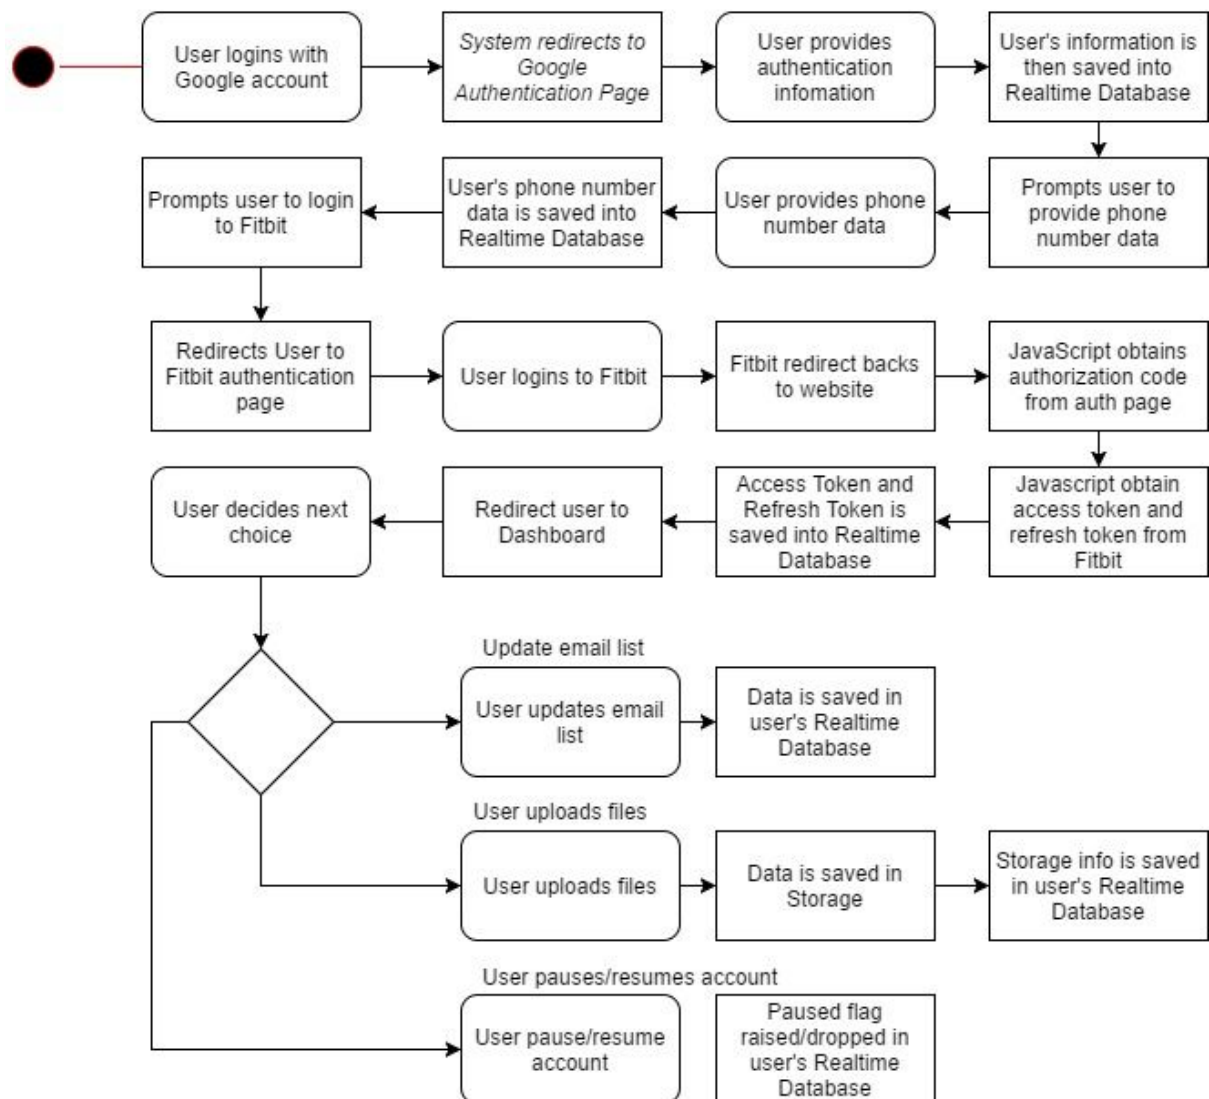 User logins with
Google account
System redirects to
Google
Authentication Page
User provides
authentication
infomation
User's information is
then saved into
Realtime Database
Prompts user to login
to Fitbit
User's phone number
data is saved into
Realtime Database
User provides phone
number data
Prompts user to
provide phone
number data
Redirects User to
Fitbit authentication
page
User logins to Fitbit
Fitbit redirect backs
to website
JavaScript obtains
authorization code
from auth page
User decides next
choice
Redirect user to
Dashboard
Access Token and
Refresh Token is
saved into Realtime
Database
Javascript obtain
access token and
refresh token from
Fitbit
Update email list
User updates email
list
Data is saved in
user's Realtime
Database
User uploads files
User uploads files
Data is saved in
Storage
Storage info is saved
in user's Realtime
Database
User pauses/resumes account
User pause/resume
account
Paused flag
raised/dropped in
user's Realtime
Database